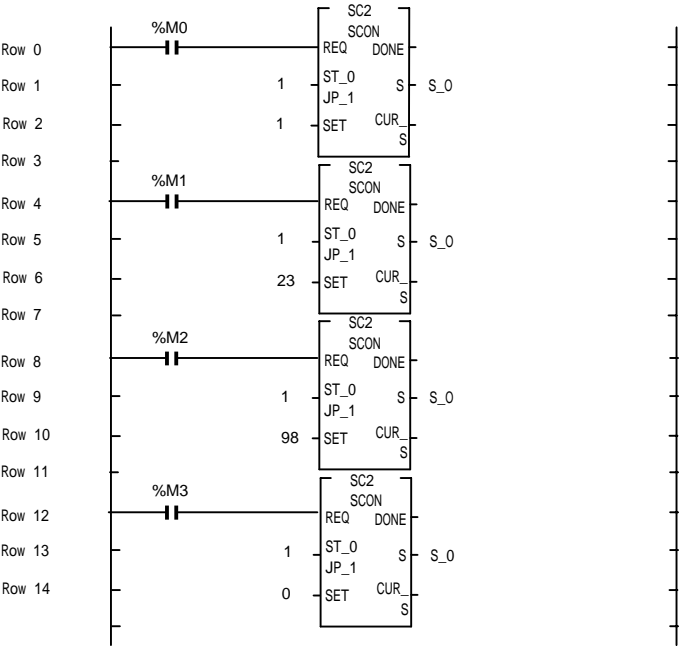 SC2
%M0 SCON
Row 0 REQ DONE
Row 1 1 ST_0 S S_0
JP_1
Row 2 1 SET CUR_
S
Row 3
SC2
%M1 SCON
Row 4 REQ DONE
Row 5 1 ST_0 S S_0
JP_1
Row 6 23 SET CUR_
S
Row 7
SC2
%M2 SCON
Row 8 REQ DONE
Row 9 1 ST_0 S S_0
JP_1
Row 10 98 SET CUR_
S
Row 11
SC2
%M3 SCON
Row 12 REQ DONE
Row 13 1 ST_0 S S_0
JP_1
Row 14 0 SET CUR_
S